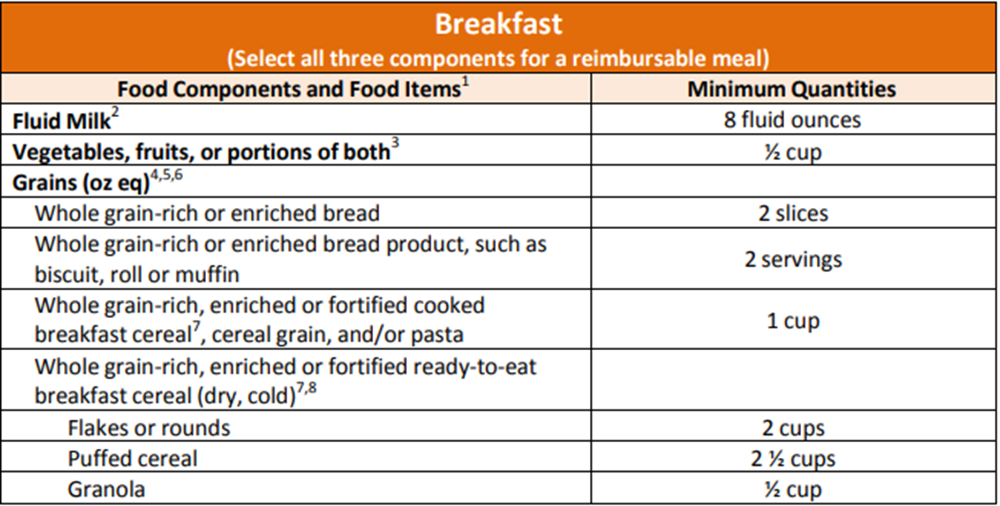 Breakfast
(Select all three components for a reimbursable meal)
Food Components and Food Items¹ Minimum Quantities
Fluid Milk² 8 fluid ounces
Vegetables, fruits, or portions of both³ ½ cup
Grains (oz eq)⁴,⁵,⁶
Whole grain-rich or enriched bread 2 slices
Whole grain-rich or enriched bread product, such as
biscuit, roll or muffin 2 servings
Whole grain-rich, enriched or fortified cooked
breakfast cereal⁷, cereal grain, and/or pasta 1 cup
Whole grain-rich, enriched or fortified ready-to-eat
breakfast cereal (dry, cold)⁷,⁸
Flakes or rounds 2 cups
Puffed cereal 2 ½ cups
Granola ½ cup